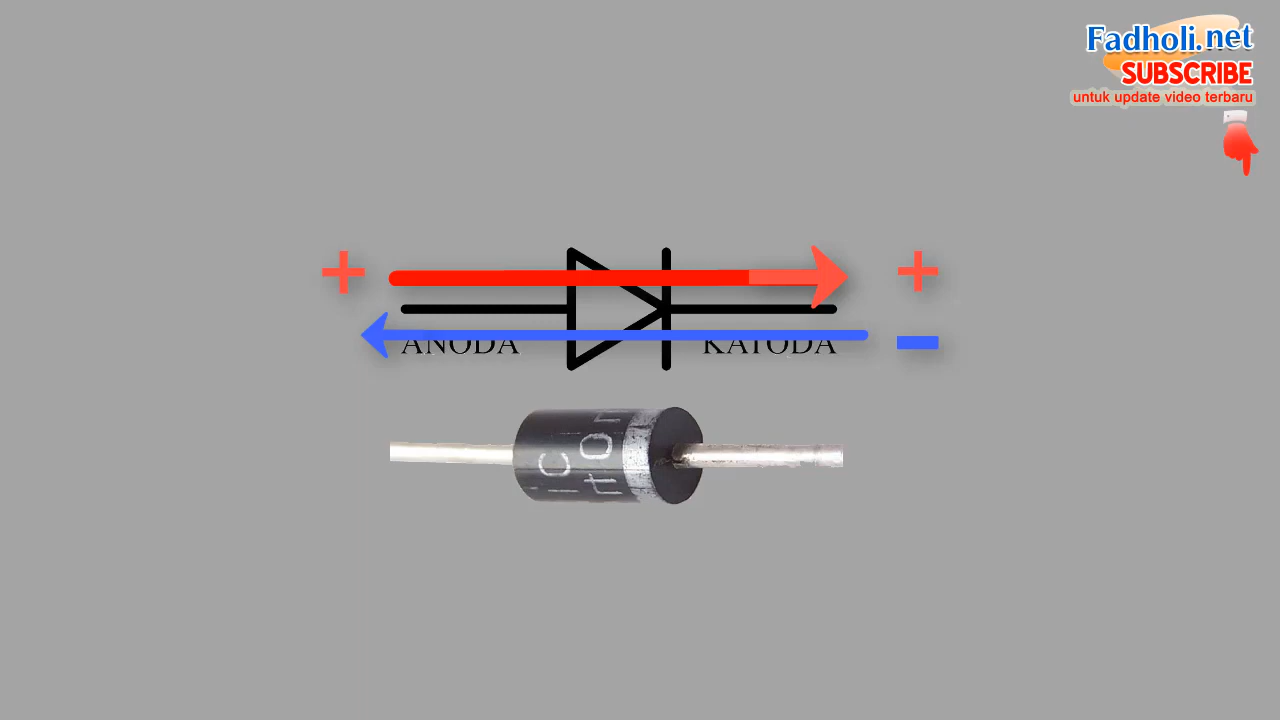 Fadholi.net
SUBSCRIBE
untuk update video terbaru
+ +
ANODA KATODA
-